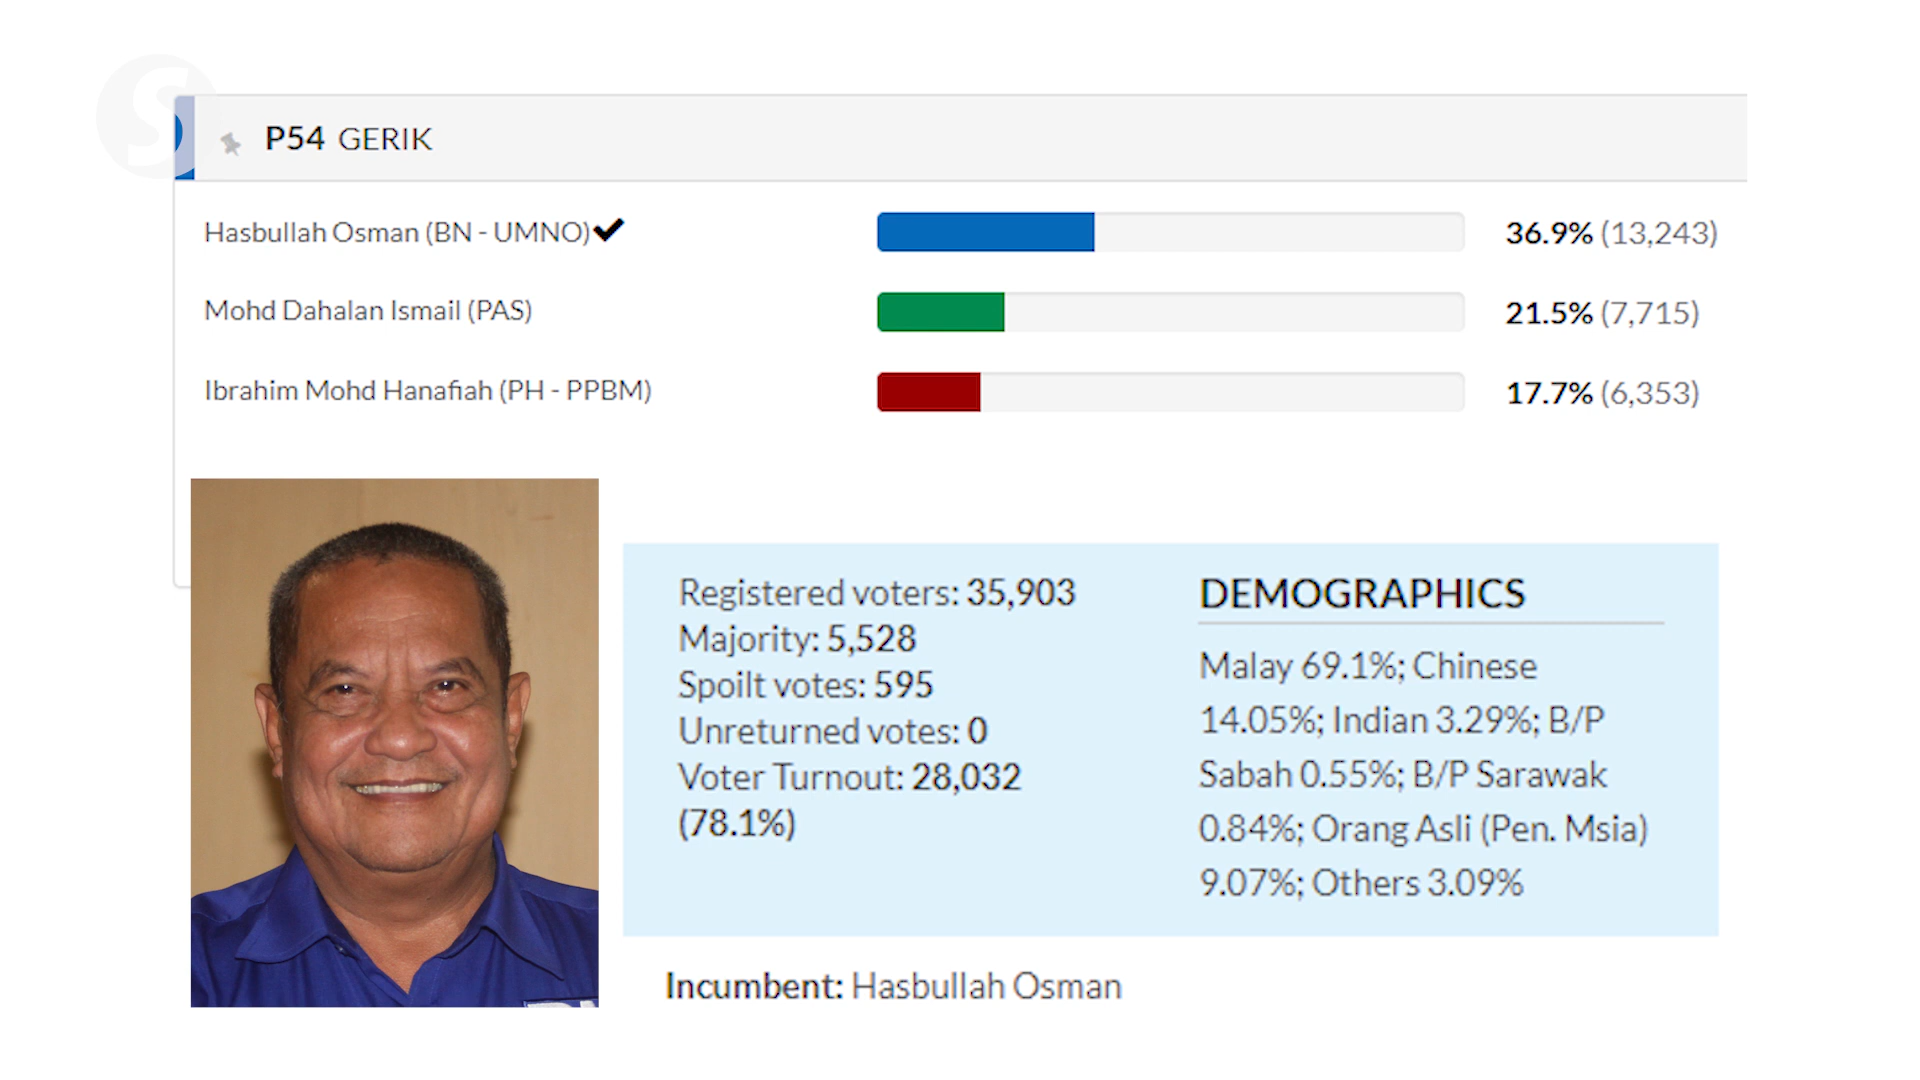 S
P54 GERIK
Hasbullah Osman (BN - UMNO)
36.9% (13,243)
Mohd Dahalan Ismail (PAS)
21.5% (7,715)
Ibrahim Mohd Hanafiah (PH - PPBM)
17.7% (6,353)
Registered voters: 35,903
Majority: 5,528
Spoilt votes: 595
Unreturned votes: 0
Voter Turnout: 28,032
(78.1%)
DEMOGRAPHICS
Malay 69.1%; Chinese
14.05%; Indian 3.29%; B/P
Sabah 0.55%; B/P Sarawak
0.84%; Orang Asli (Pen. Msia)
9.07%; Others 3.09%
Incumbent: Hasbullah Osman